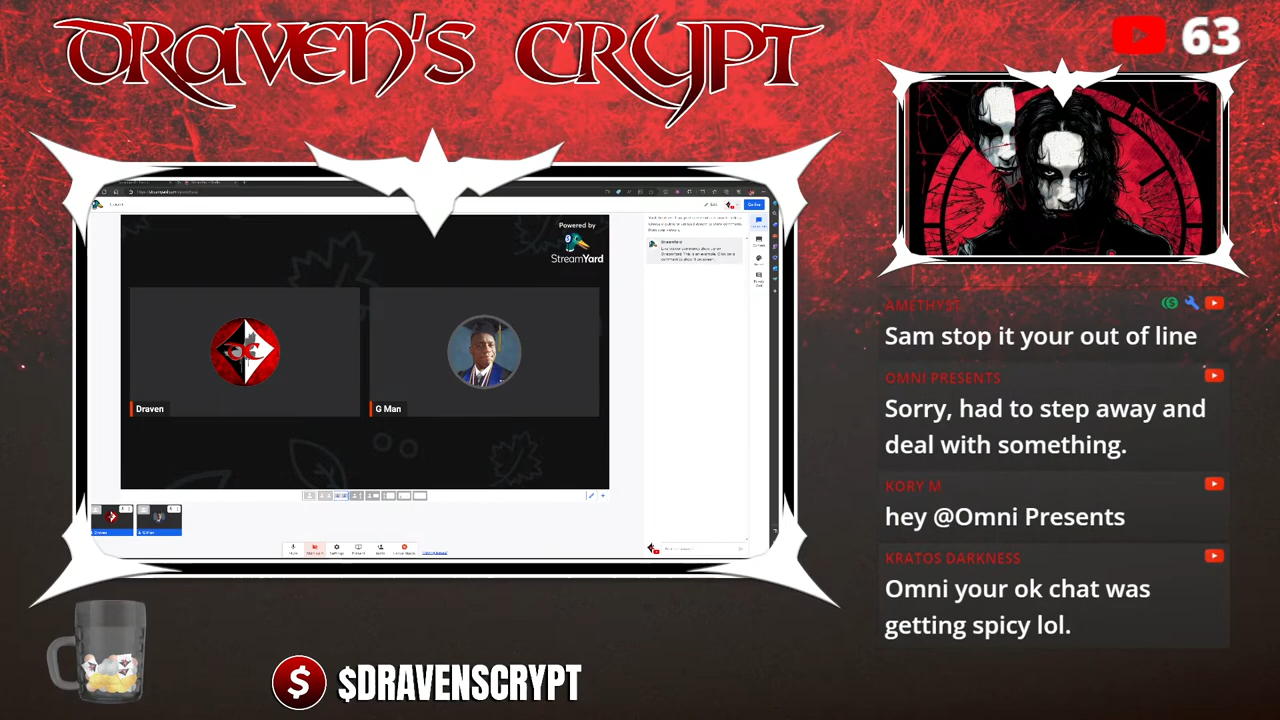 DRAVEN'S CRYPT
63
Powered by
StreamYard
Draven
G Man
AMETHYST
Sam stop it your out of line
OMNI PRESENTS
Sorry, had to step away and
deal with something.
KORY M
hey @Omni Presents
KRATOS DARKNESS
Omni your ok chat was
getting spicy lol.
$ $DRAVENSCRYPT